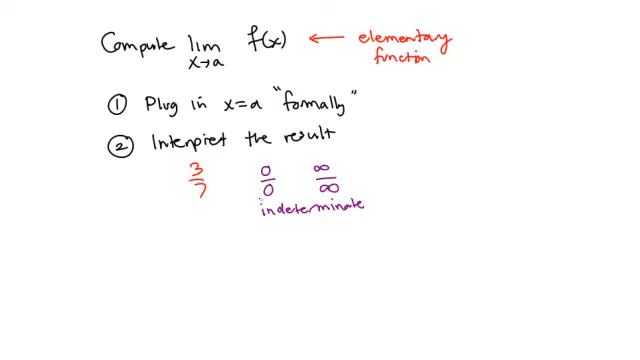 Compute lim x→a f(x) ← elementary function
① Plug in x=a "formally"
② Interpret the result
3/7 0/0 ∞/∞
indeterminate